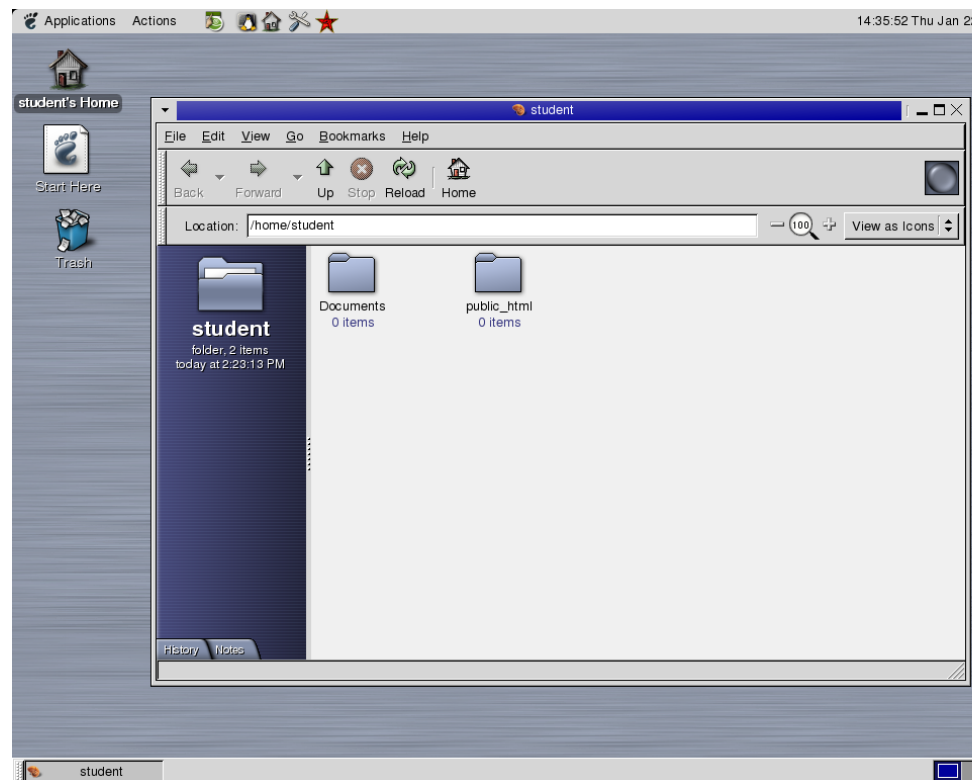 Applications Actions 14:35:52 Thu Jan 2
student's Home
Start Here
Trash
student
File Edit View Go Bookmarks Help
Back Forward Up Stop Reload Home
Location: /home/student 100 View as Icons
student
folder, 2 items
today at 2:23:13 PM
Documents
0 items
public_html
0 items
History Notes
student